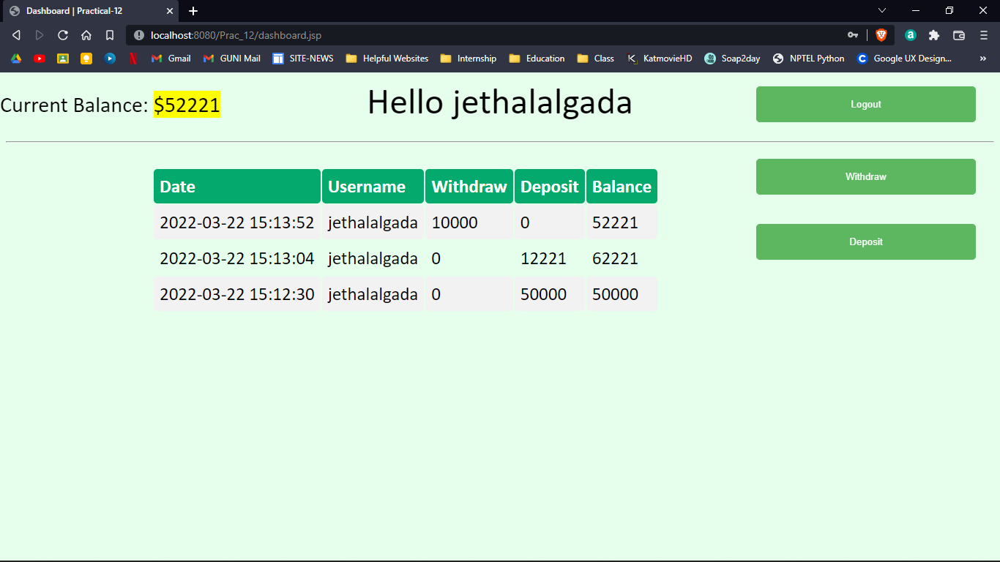 Dashboard | Practical-12
localhost:8080/Prac_12/dashboard.jsp
Gmail GUNI Mail SITE-NEWS Helpful Websites Internship Education Class KatmovieHD Soap2day NPTEL Python Google UX Design...
Current Balance: $52221 Hello jethalalgada Logout
Withdraw
Date Username Withdraw Deposit Balance
2022-03-22 15:13:52 jethalalgada 10000 0 52221
Deposit
2022-03-22 15:13:04 jethalalgada 0 12221 62221
2022-03-22 15:12:30 jethalalgada 0 50000 50000